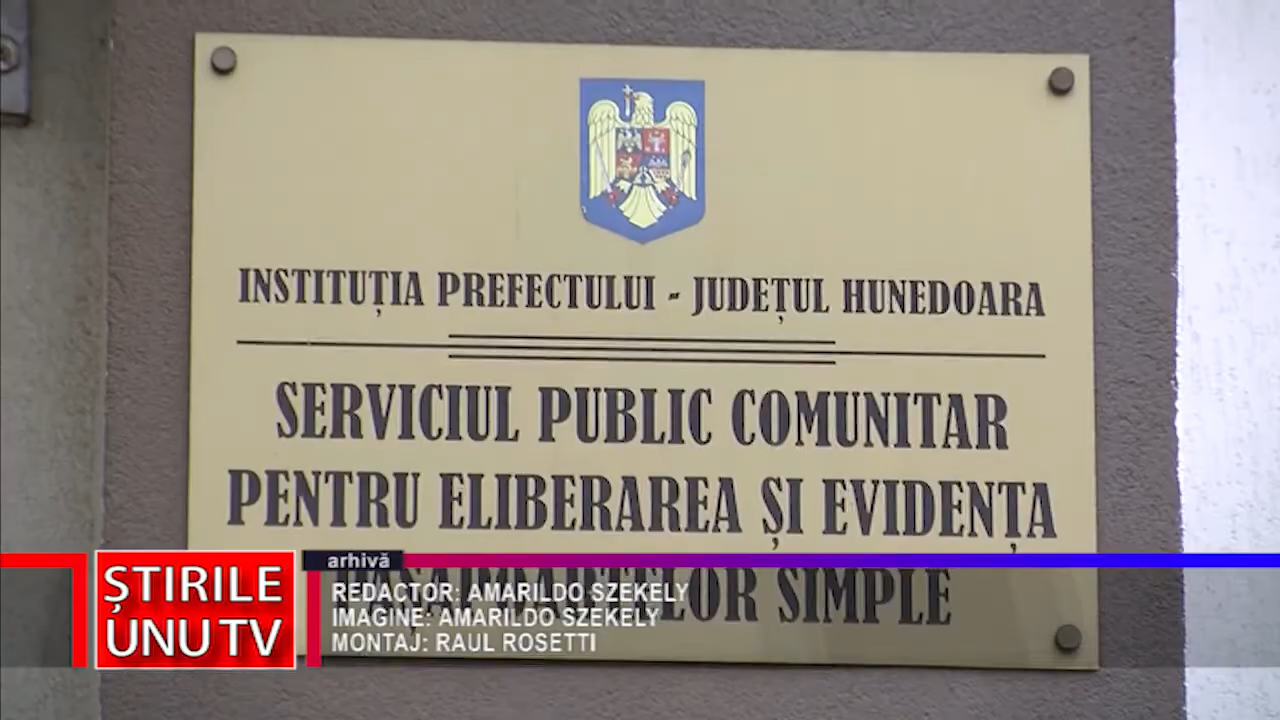 INSTITUȚIA PREFECTULUI - JUDEȚUL HUNEDOARA
SERVICIUL PUBLIC COMUNITAR
PENTRU ELIBERAREA ȘI EVIDENȚA
SIMPLE
arhivă
ȘTIRILE
UNU TV
REDACTOR: AMARILDO SZEKELY
IMAGINE: AMARILDO SZEKELY
MONTAJ: RAUL ROSETTI